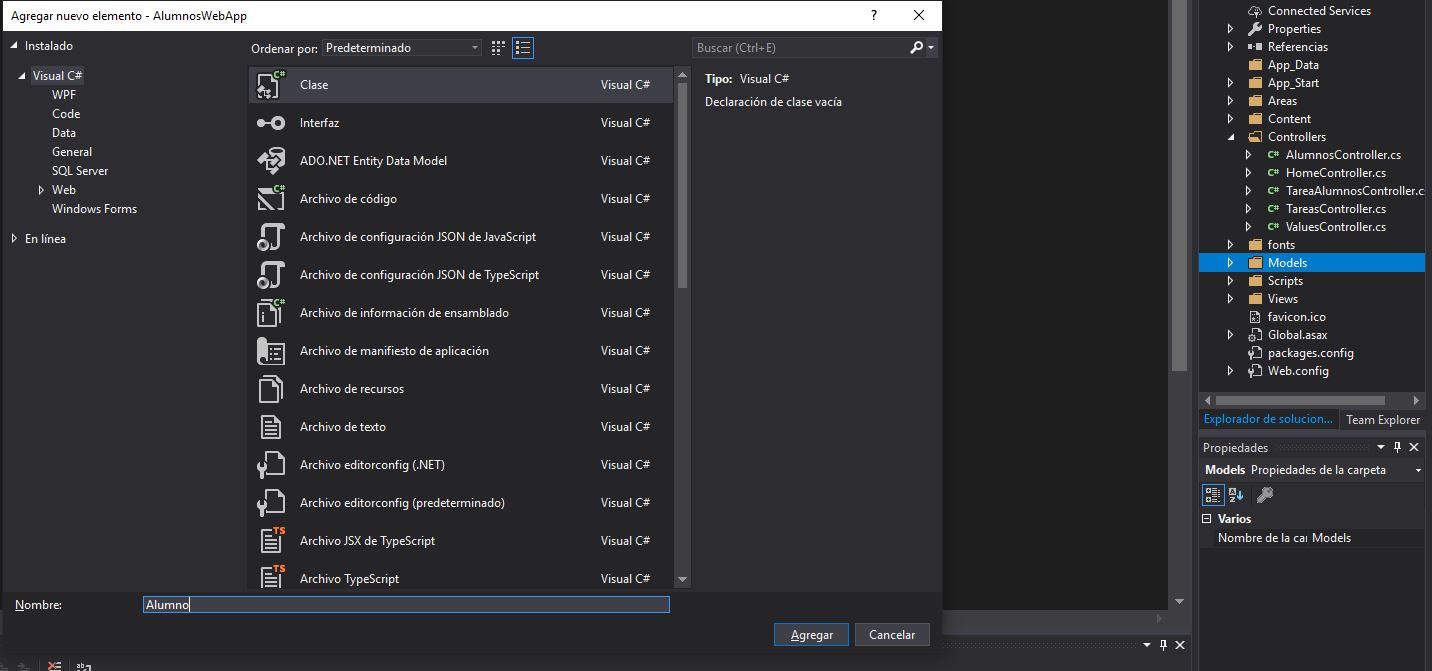 Agregar nuevo elemento - AlumnosWebApp
?
Instalado
Visual C#
WPF
Code
Data
General
SQL Server
Web
Windows Forms
En línea
Ordenar por: Predeterminado
Clase Visual C#
Interfaz Visual C#
ADO.NET Entity Data Model Visual C#
Archivo de código Visual C#
Archivo de configuración JSON de JavaScript Visual C#
Archivo de configuración JSON de TypeScript Visual C#
Archivo de información de ensamblado Visual C#
Archivo de manifiesto de aplicación Visual C#
Archivo de recursos Visual C#
Archivo de texto Visual C#
Archivo editorconfig (.NET) Visual C#
Archivo editorconfig (predeterminado) Visual C#
Archivo JSX de TypeScript Visual C#
Archivo TypeScript Visual C#
Buscar (Ctrl+E)
Tipo: Visual C#
Declaración de clase vacía
Nombre: Alumno
Agregar Cancelar
Connected Services
Properties
Referencias
App_Data
App_Start
Areas
Content
Controllers
C# AlumnosController.cs
C# HomeController.cs
C# TareaAlumnosController.c
C# TareasController.cs
C# ValuesController.cs
fonts
Models
Scripts
Views
favicon.ico
Global.asax
packages.config
Web.config
Explorador de solucion... Team Explorer
Propiedades
Models Propiedades de la carpeta
Varios
Nombre de la car Models